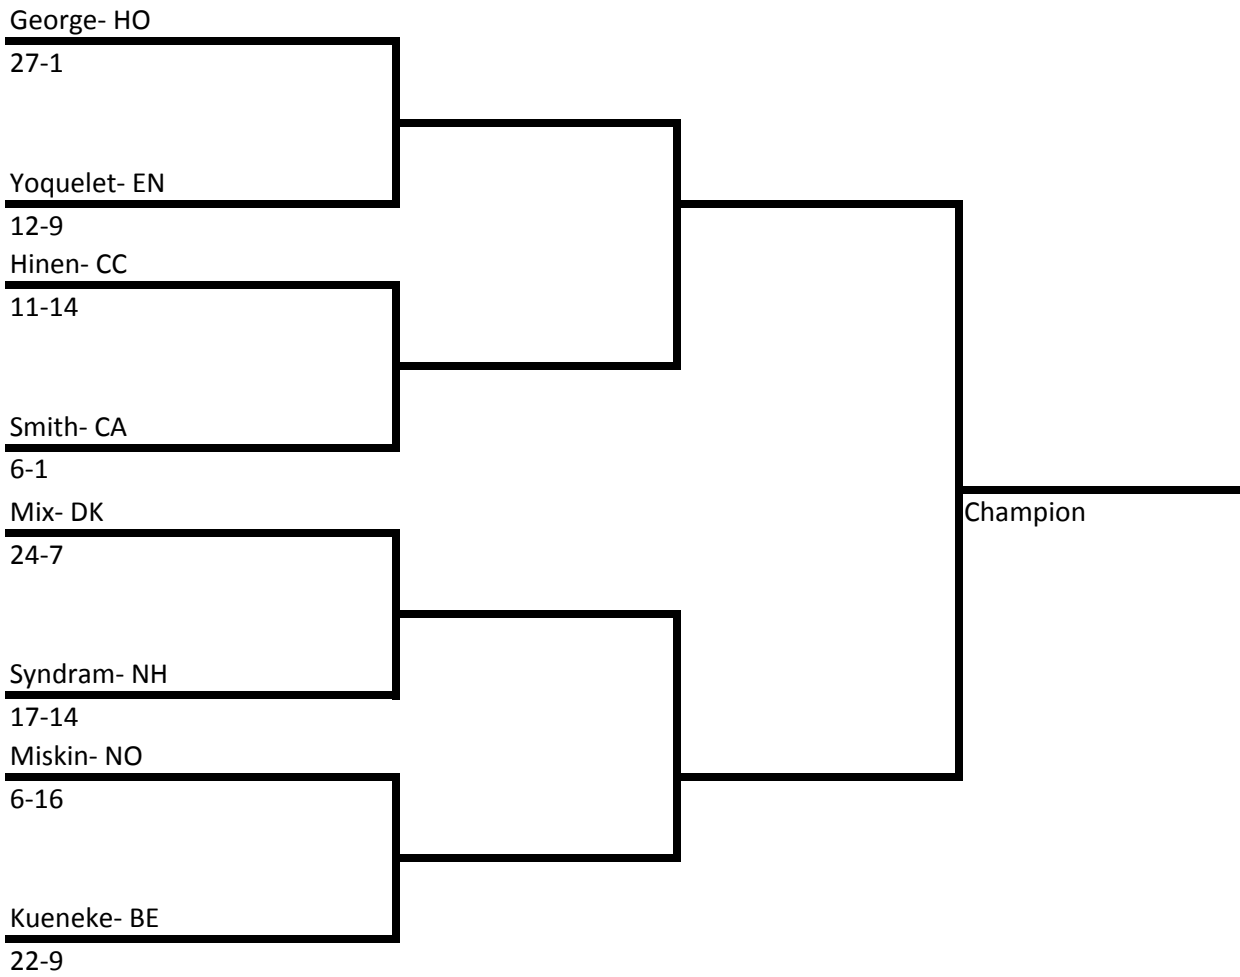 George- HO
27-1
Yoquelet- EN
12-9
Hinen- CC
11-14
Smith- CA
6-1
Mix- DK
24-7
Champion
Syndram- NH
17-14
Miskin- NO
6-16
Kueneke- BE
22-9